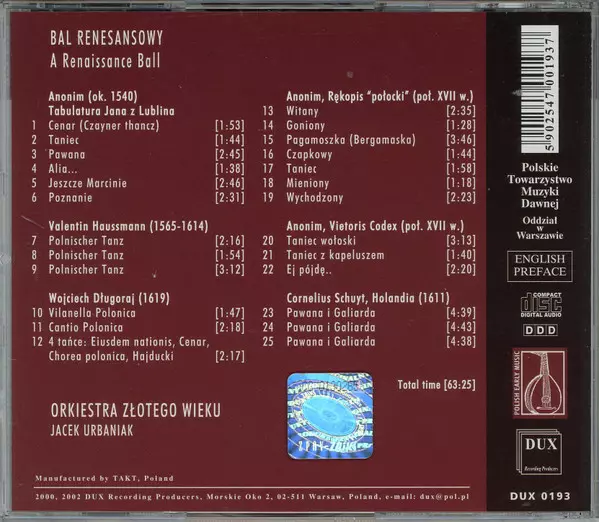 BAL RENESANSOWY
A Renaissance Ball
Anonim (ok. 1540)
Tabulatura Jana z Lublina
1 Cenar (Czayner thancz) [1:53]
2 Taniec [1:44]
3 Pawana [2:45]
4 Alia... [1:38]
5 Jeszcze Marcinie [2:46]
6 Poznanie [2:31]
Valentin Haussmann (1565-1614)
7 Polnischer Tanz [2:16]
8 Polnischer Tanz [1:54]
9 Polnischer Tanz [3:12]
Wojciech Długoraj (1619)
10 Vilanella Polonica [1:47]
11 Cantio Polonica [2:18]
12 4 tańce: Eiusdem nationis, Cenar,
Chorea polonica, Hajducki [2:17]
ORKIESTRA ZŁOTEGO WIEKU
JACEK URBANIAK
Anonim, Rękopis "połocki" (poł. XVII w.)
13 Witany [2:35]
14 Goniony [1:28]
15 Pagamoszka (Bergamaska) [3:46]
16 Czapkowy [1:44]
17 Taniec [1:58]
18 Mieniony [1:18]
19 Wychodzony [2:23]
Anonim, Vietoris Codex (poł. XVII w.)
20 Taniec wołoski [3:13]
21 Taniec z kapeluszem [1:40]
22 Ej pójdę.. [2:20]
Cornelius Schuyt, Holandia (1611)
23 Pawana i Galiarda [4:39]
24 Pawana i Galiarda [4:43]
25 Pawana i Galiarda [4:38]
Total time [63:25]
Manufactured by TAKT, Poland
2000, 2002 DUX Recording Producers, Morskie Oko 2, 02-511 Warsaw, Poland, e-mail: dux@pol.pl
5 902547 001937
Polskie
Towarzystwo
Muzyki
Dawnej
Oddział
w
Warszawie
ENGLISH
PREFACE
COMPACT
disc
DIGITAL AUDIO
DDD
POLISH EARLY MUSIC
DUX
Recording Producers
DUX 0193